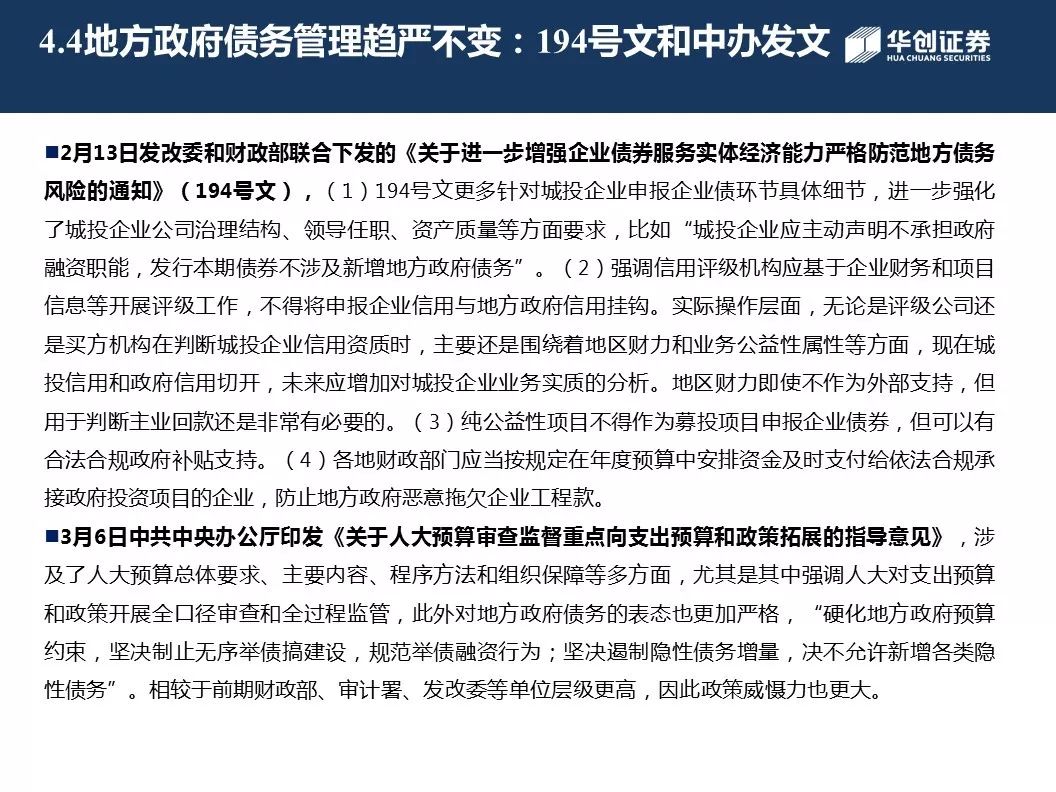 4.4地方政府债务管理趋严不变：194号文和中办发文
华创证券
HUA CHUANG SECURITIES
■2月13日发改委和财政部联合下发的《关于进一步增强企业债券服务实体经济能力严格防范地方债务
风险的通知》（194号文），（1）194号文更多针对城投企业申报企业债环节具体细节，进一步强化
了城投企业公司治理结构、领导任职、资产质量等方面要求，比如“城投企业应主动声明不承担政府
融资职能，发行本期债券不涉及新增地方政府债务”。（2）强调信用评级机构应基于企业财务和项目
信息等开展评级工作，不得将申报企业信用与地方政府信用挂钩。实际操作层面，无论是评级公司还
是买方机构在判断城投企业信用资质时，主要还是围绕着地区财力和业务公益性属性等方面，现在城
投信用和政府信用切开，未来应增加对城投企业业务实质的分析。地区财力即使不作为外部支持，但
用于判断主业回款还是非常有必要的。（3）纯公益性项目不得作为募投项目申报企业债券，但可以有
合法合规政府补贴支持。（4）各地财政部门应当按规定在年度预算中安排资金及时支付给依法合规承
接政府投资项目的企业，防止地方政府恶意拖欠企业工程款。
■3月6日中共中央办公厅印发《关于人大预算审查监督重点向支出预算和政策拓展的指导意见》，涉
及了人大预算总体要求、主要内容、程序方法和组织保障等多方面，尤其是其中强调人大对支出预算
和政策开展全口径审查和全过程监管，此外对地方政府债务的表态也更加严格，“硬化地方政府预算
约束，坚决制止无序举债搞建设，规范举债融资行为；坚决遏制隐性债务增量，决不允许新增各类隐
性债务”。相较于前期财政部、审计署、发改委等单位层级更高，因此政策威慑力也更大。